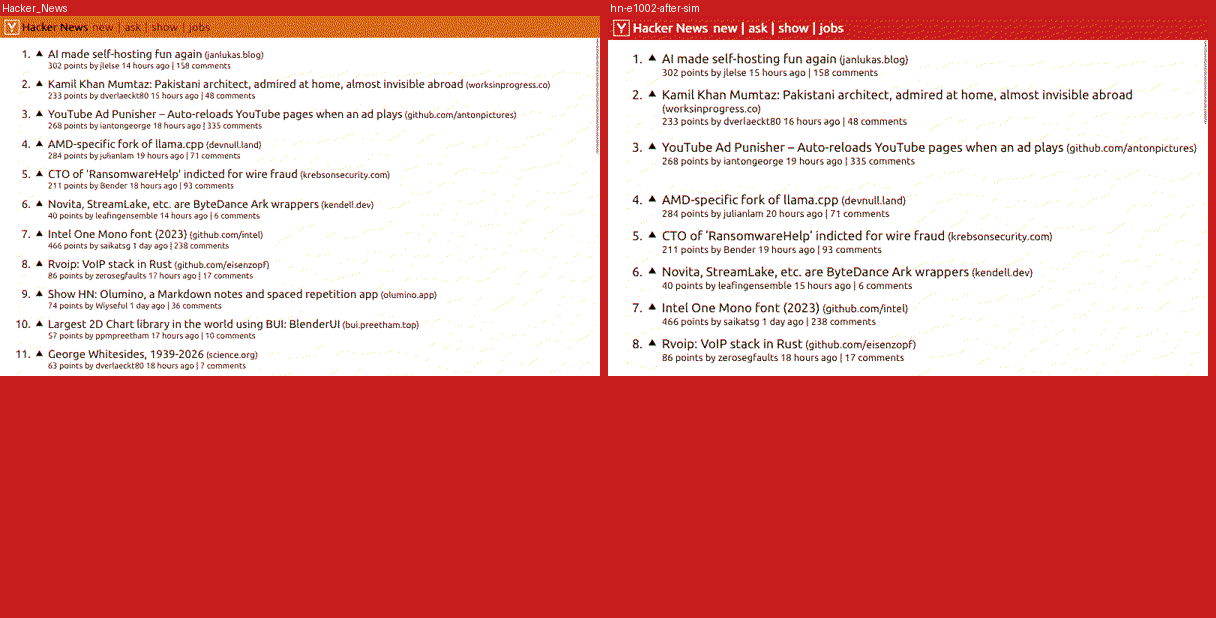 Hacker_News
Y Hacker News new | ask | show | jobs
1. ▲ AI made self-hosting fun again (janlukas.blog)
302 points by jlelse 14 hours ago | 158 comments
2. ▲ Kamil Khan Mumtaz: Pakistani architect, admired at home, almost invisible abroad (worksinprogress.co)
233 points by dverlaeckt80 15 hours ago | 48 comments
3. ▲ YouTube Ad Punisher – Auto-reloads YouTube pages when an ad plays (github.com/antonpictures)
268 points by iantongeorge 18 hours ago | 335 comments
4. ▲ AMD-specific fork of llama.cpp (devnull.land)
284 points by julianlam 19 hours ago | 71 comments
5. ▲ CTO of 'RansomwareHelp' indicted for wire fraud (krebsonsecurity.com)
211 points by Bender 18 hours ago | 93 comments
6. ▲ Novita, StreamLake, etc. are ByteDance Ark wrappers (kendell.dev)
40 points by leafingensemble 14 hours ago | 6 comments
7. ▲ Intel One Mono font (2023) (github.com/intel)
466 points by saikatsg 1 day ago | 238 comments
8. ▲ Rvoip: VoIP stack in Rust (github.com/eisenzopf)
86 points by zerosegfaults 17 hours ago | 17 comments
9. ▲ Show HN: Olumino, a Markdown notes and spaced repetition app (olumino.app)
74 points by Wiyseful 1 day ago | 36 comments
10. ▲ Largest 2D Chart library in the world using BUI: BlenderUI (bui.preetham.top)
57 points by ppmpreetham 17 hours ago | 10 comments
11. ▲ George Whitesides, 1939-2026 (science.org)
63 points by dverlaeckt80 18 hours ago | 7 comments
hn-e1002-after-sim
Y Hacker News new | ask | show | jobs
1. ▲ AI made self-hosting fun again (janlukas.blog)
302 points by jlelse 15 hours ago | 158 comments
2. ▲ Kamil Khan Mumtaz: Pakistani architect, admired at home, almost invisible abroad
(worksinprogress.co)
233 points by dverlaeckt80 16 hours ago | 48 comments
3. ▲ YouTube Ad Punisher – Auto-reloads YouTube pages when an ad plays (github.com/antonpictures)
268 points by iantongeorge 19 hours ago | 335 comments
4. ▲ AMD-specific fork of llama.cpp (devnull.land)
284 points by julianlam 20 hours ago | 71 comments
5. ▲ CTO of 'RansomwareHelp' indicted for wire fraud (krebsonsecurity.com)
211 points by Bender 19 hours ago | 93 comments
6. ▲ Novita, StreamLake, etc. are ByteDance Ark wrappers (kendell.dev)
40 points by leafingensemble 15 hours ago | 6 comments
7. ▲ Intel One Mono font (2023) (github.com/intel)
466 points by saikatsg 1 day ago | 238 comments
8. ▲ Rvoip: VoIP stack in Rust (github.com/eisenzopf)
86 points by zerosegfaults 18 hours ago | 17 comments